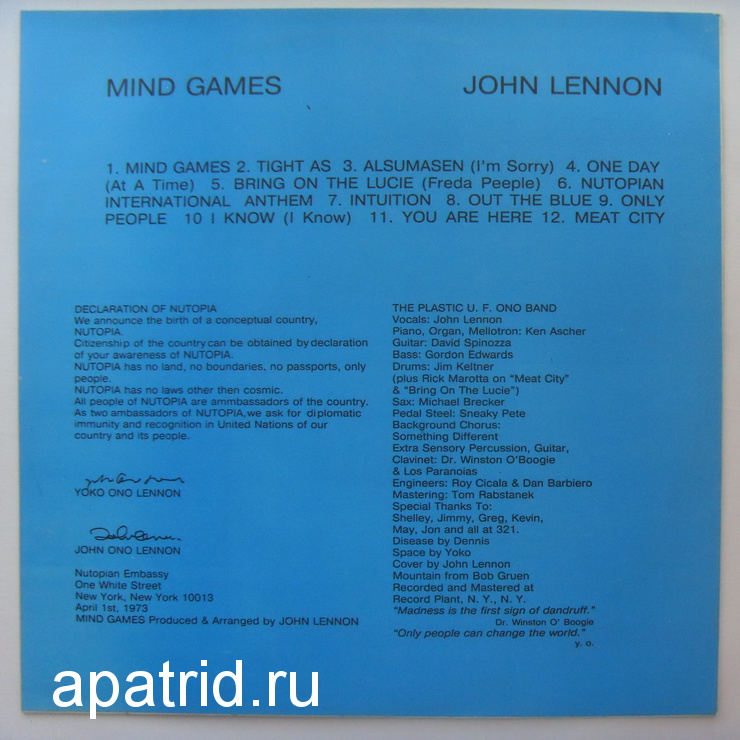 MIND GAMES JOHN LENNON
1. MIND GAMES 2. TIGHT AS 3. ALSUMASEN (I'm Sorry) 4. ONE DAY
(At A Time) 5. BRING ON THE LUCIE (Freda Peeple) 6. NUTOPIAN
INTERNATIONAL ANTHEM 7. INTUITION 8. OUT THE BLUE 9. ONLY
PEOPLE 10 I KNOW (I Know) 11. YOU ARE HERE 12. MEAT CITY
DECLARATION OF NUTOPIA
We announce the birth of a conceptual country,
NUTOPIA.
Citizenship of the country can be obtained by declaration
of your awareness of NUTOPIA.
NUTOPIA has no land, no boundaries, no passports, only
people.
NUTOPIA has no laws other then cosmic.
All people of NUTOPIA are ammbassadors of the country.
As two ambassadors of NUTOPIA, we ask for diplomatic
immunity and recognition in United Nations of our
country and its people.
YOKO ONO LENNON
JOHN ONO LENNON
Nutopian Embassy
One White Street
New York, New York 10013
April 1st, 1973
MIND GAMES Produced & Arranged by JOHN LENNON
THE PLASTIC U. F. ONO BAND
Vocals: John Lennon
Piano, Organ, Mellotron: Ken Ascher
Guitar: David Spinozza
Bass: Gordon Edwards
Drums: Jim Keltner
(plus Rick Marotta on "Meat City"
& "Bring On The Lucie")
Sax: Michael Brecker
Pedal Steel: Sneaky Pete
Background Chorus:
Something Different
Extra Sensory Percussion, Guitar,
Clavinet: Dr. Winston O'Boogie
& Los Paranoias
Engineers: Roy Cicala & Dan Barbiero
Mastering: Tom Rabstanek
Special Thanks To:
Shelley, Jimmy, Greg, Kevin,
May, Jon and all at 321.
Disease by Dennis
Space by Yoko
Cover by John Lennon
Mountain from Bob Gruen
Recorded and Mastered at
Record Plant, N. Y., N. Y.
"Madness is the first sign of dandruff."
Dr. Winston O' Boogie
"Only people can change the world."
y. o.
apatrid.ru